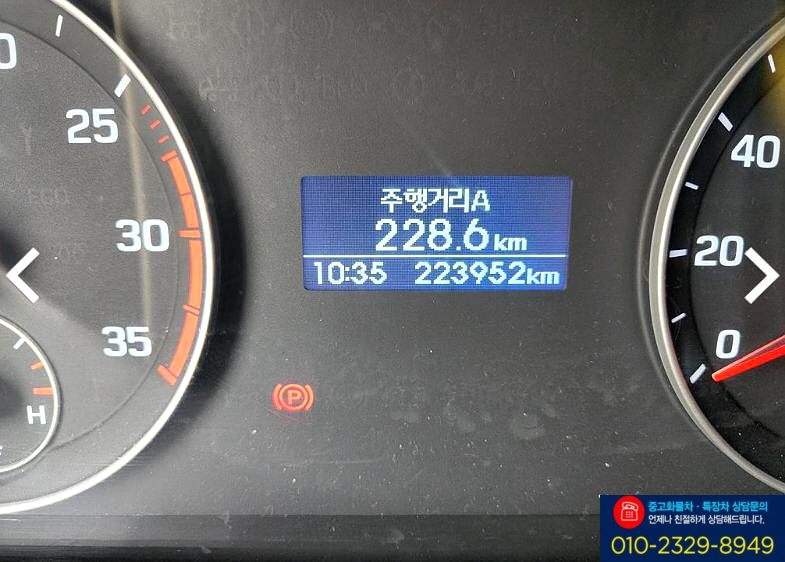 25
30
35
H
주행거리A
228.6 km
10:35 223952km
P
40
20
0
중고화물차 · 특장차 상담문의
언제나 친절하게 상담해드립니다.
010-2329-8949